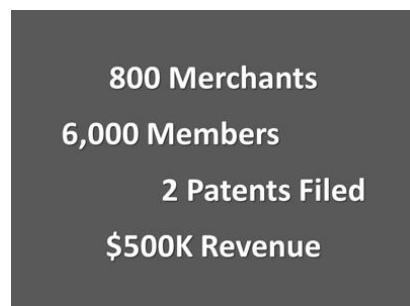 800 Merchants
6,000 Members
2 Patents Filed
$500K Revenue